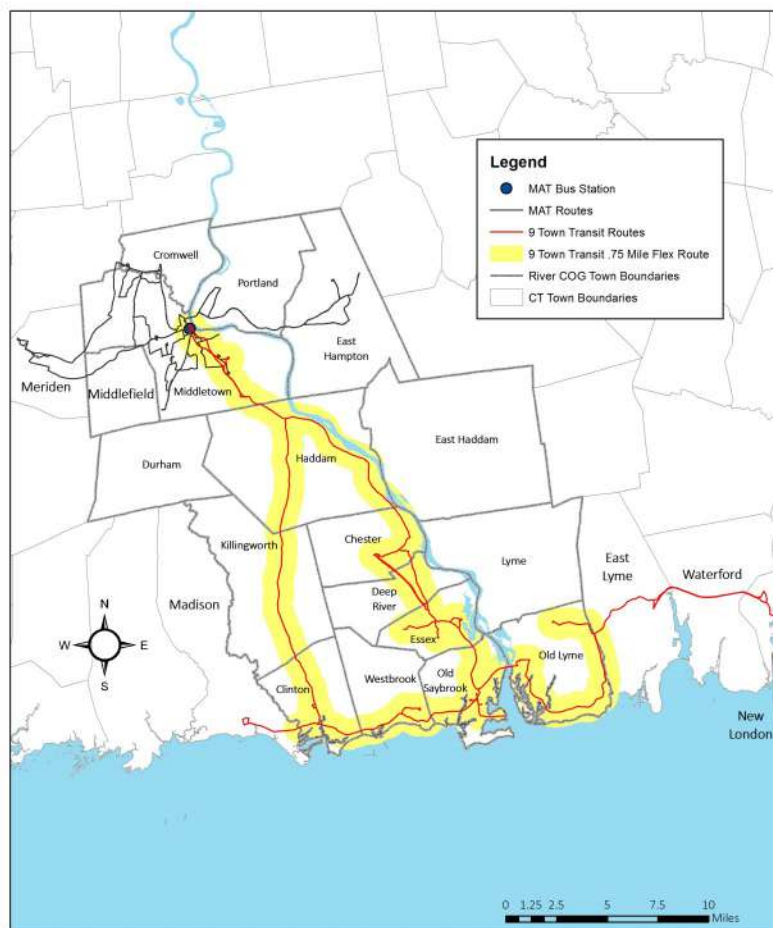 Legend
MAT Bus Station
MAT Routes
9 Town Transit Routes
9 Town Transit .75 Mile Flex Route
River COG Town Boundaries
CT Town Boundaries
Cromwell
Portland
East
Hampton
Meriden
Middlefield
Middletown
East Haddam
Haddam
Durham
Killingworth
Chester
Lyme
East
Lyme
Waterford
Madison
Deep
River
Essex
Old Lyme
Westbrook
Old
Saybrook
Clinton
New
London
N
W
E
S
0 1.25 2.5 5 7.5 10
Miles